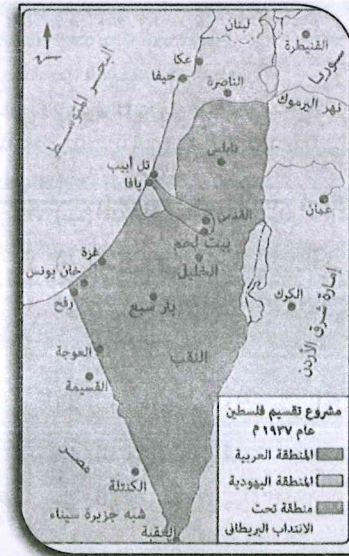 لبنان
القنيطرة
سوريا
عكا
حيفا
الناصرة
البحر المتوسط
نهر اليرموك
نابلس
تل أبيب
يافا
القدس
عمان
بيت لحم
غزة
الخليل
خان يونس
رفح
بئر سبع
الكرك
إمارة شرق الأردن
العوجة
النقب
القسيمة
مصر
الكنتلة
شبه جزيرة سيناء
العقبة
مشروع تقسيم فلسطين
عام ١٩٣٧ م
المنطقة العربية
المنطقة اليهودية
منطقة تحت
الانتداب البريطاني